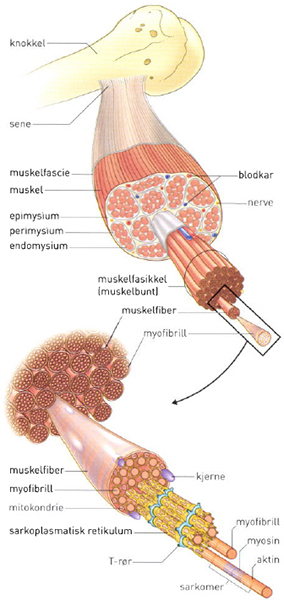 knokkel
sene
muskelfascie
muskel
blodkar
nerve
epimysium
perimysium
endomysium
muskelfasikkel
(muskelbunt)
muskelfiber
myofibrill
muskelfiber
myofibrill
mitokondrie
sarkoplasmatisk retikulum
T-rør
kjerne
myofibrill
myosin
aktin
sarkomer